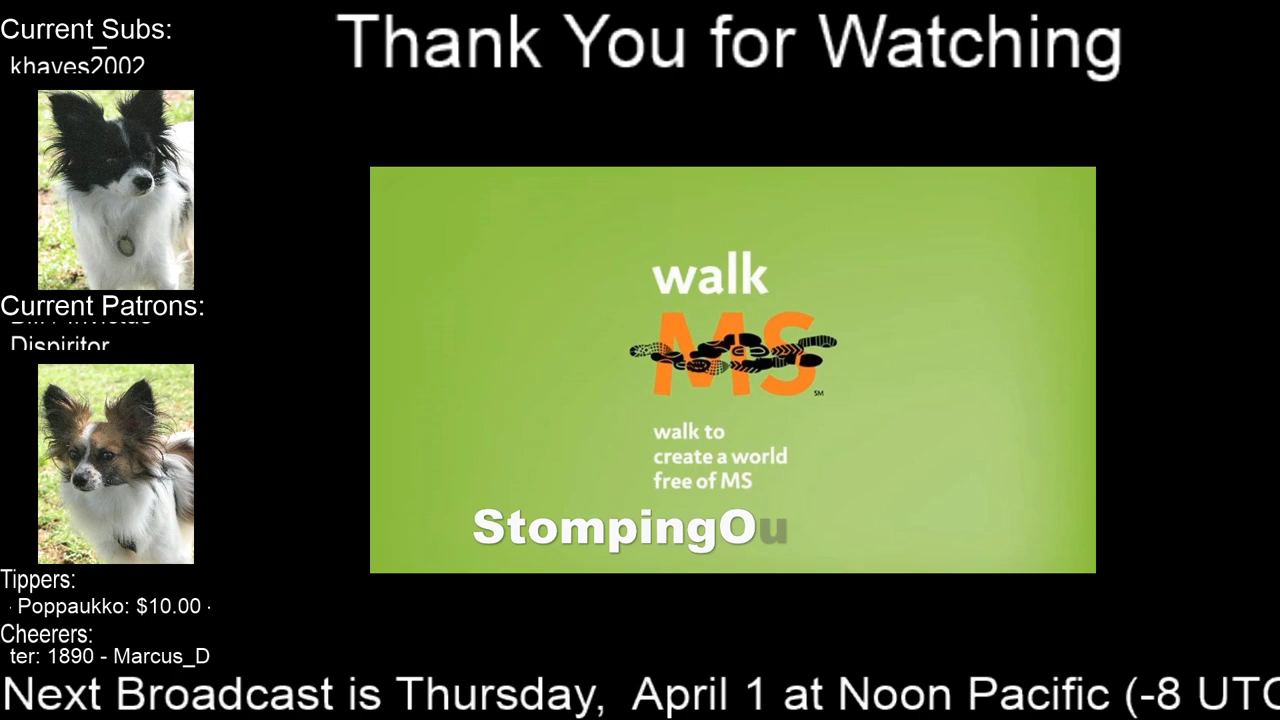 Current Subs:
khayes2002
Thank You for Watching
Current Patrons:
Dispiritor
walk
MS
SM
walk to
create a world
free of MS
StompingOu
Tippers:
· Poppaukko: $10.00 ·
Cheerers:
ter: 1890 - Marcus_D
Next Broadcast is Thursday, April 1 at Noon Pacific (-8 UTC